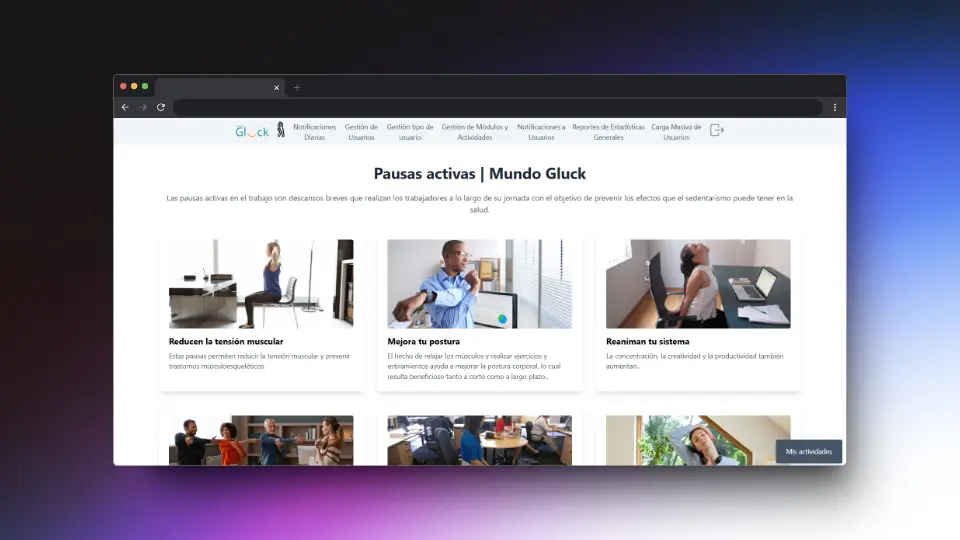 Gluck
Notificaciones
Diarias
Gestión de
Usuarios
Gestión tipo de
usuario
Gestión de Módulos y
Actividades
Notificaciones a
Usuarios
Reportes de Estadísticas
Generales
Carga Masiva de
Usuarios
Pausas activas | Mundo Gluck
Las pausas activas en el trabajo son descansos breves que realizan los trabajadores a lo largo de su jornada con el objetivo de prevenir los efectos que el sedentarismo puede tener en la
salud.
Reducen la tensión muscular
Estas pausas permiten reducir la tensión muscular y prevenir
trastornos musculoesqueléticos.
Mejora tu postura
El hecho de relajar los músculos y realizar ejercicios y
estiramientos ayuda a mejorar la postura corporal, lo cual
resulta beneficioso tanto a corto como a largo plazo..
Reaniman tu sistema
La concentración, la creatividad y la productividad también
aumentan..
Mis actividades